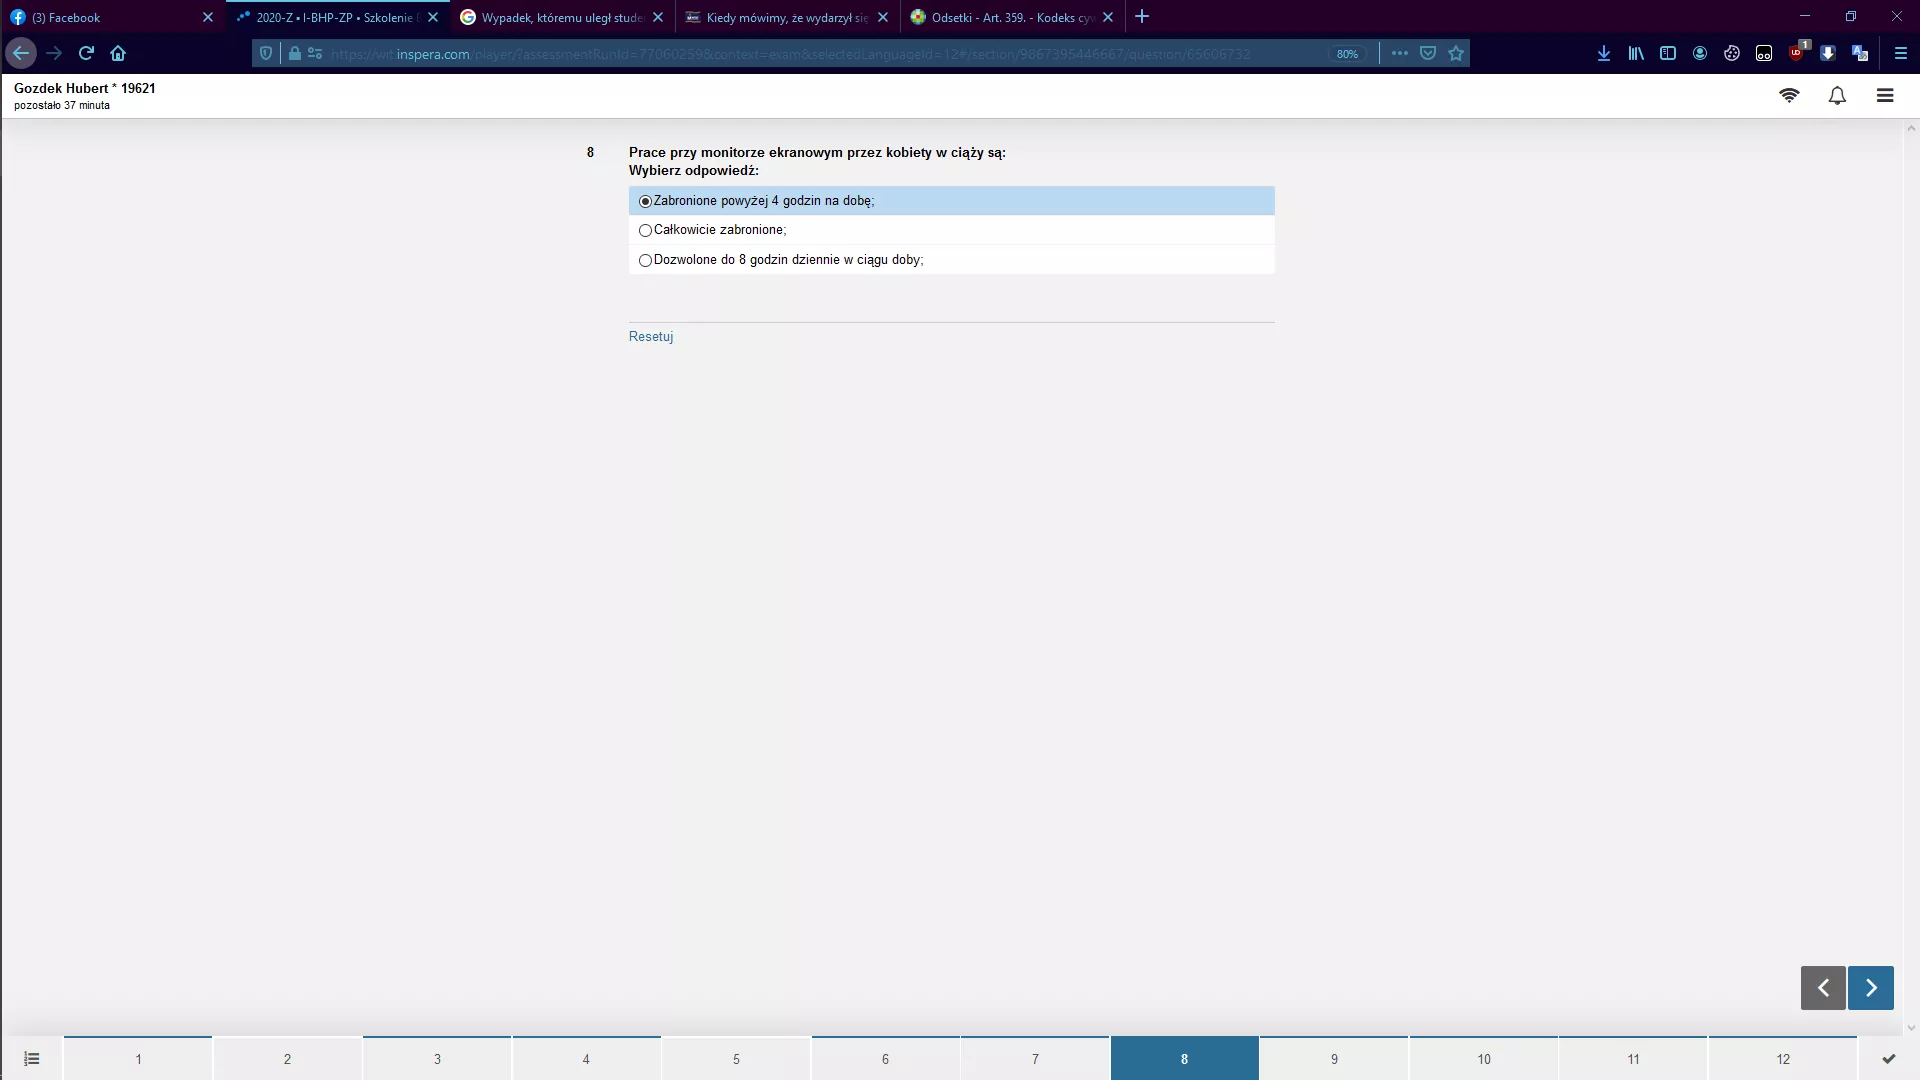 (3) Facebook
2020-Z • I-BHP-ZP • Szkolenie
Wypadek, któremu uległ stude
Kiedy mówimy, że wydarzył się
Odsetki - Art. 359. - Kodeks cyw
https://wit.inspera.com/player/?assessmentRunId=77060259&context=exam&selectedLanguageId=12#/section/9867395446667/question/65606732
80%
1
Gozdek Hubert * 19621
pozostało 37 minuta
8 Prace przy monitorze ekranowym przez kobiety w ciąży są:
Wybierz odpowiedź:
Zabronione powyżej 4 godzin na dobę;
Całkowicie zabronione;
Dozwolone do 8 godzin dziennie w ciągu doby;
Resetuj
1 2 3 4 5 6 7 8 9 10 11 12